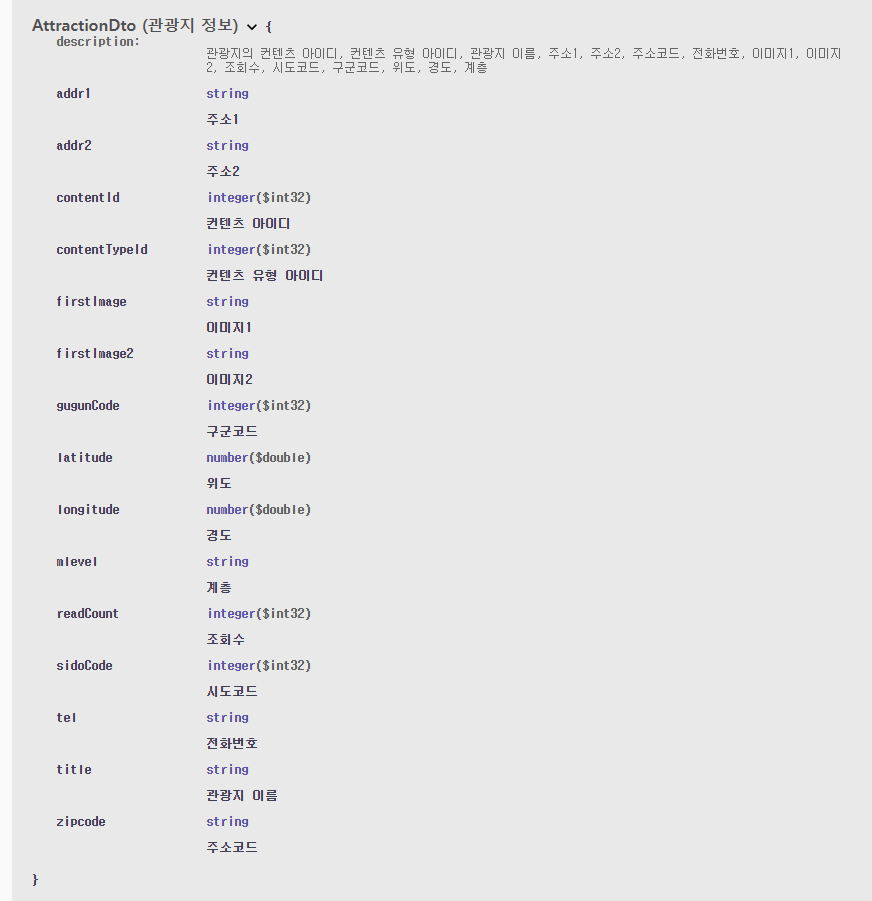 AttractionDto (관광지 정보) {
description:
관광지의 컨텐츠 아이디, 컨텐츠 유형 아이디, 관광지 이름, 주소1, 주소2, 주소코드, 전화번호, 이미지1, 이미지
2, 조회수, 시도코드, 구군코드, 위도, 경도, 계층
addr1 string
주소1
addr2 string
주소2
contentId integer($int32)
컨텐츠 아이디
contentTypeId integer($int32)
컨텐츠 유형 아이디
firstImage string
이미지1
firstImage2 string
이미지2
gugunCode integer($int32)
구군코드
latitude number($double)
위도
longitude number($double)
경도
mlevel string
계층
readCount integer($int32)
조회수
sidoCode integer($int32)
시도코드
tel string
전화번호
title string
관광지 이름
zipcode string
주소코드
}